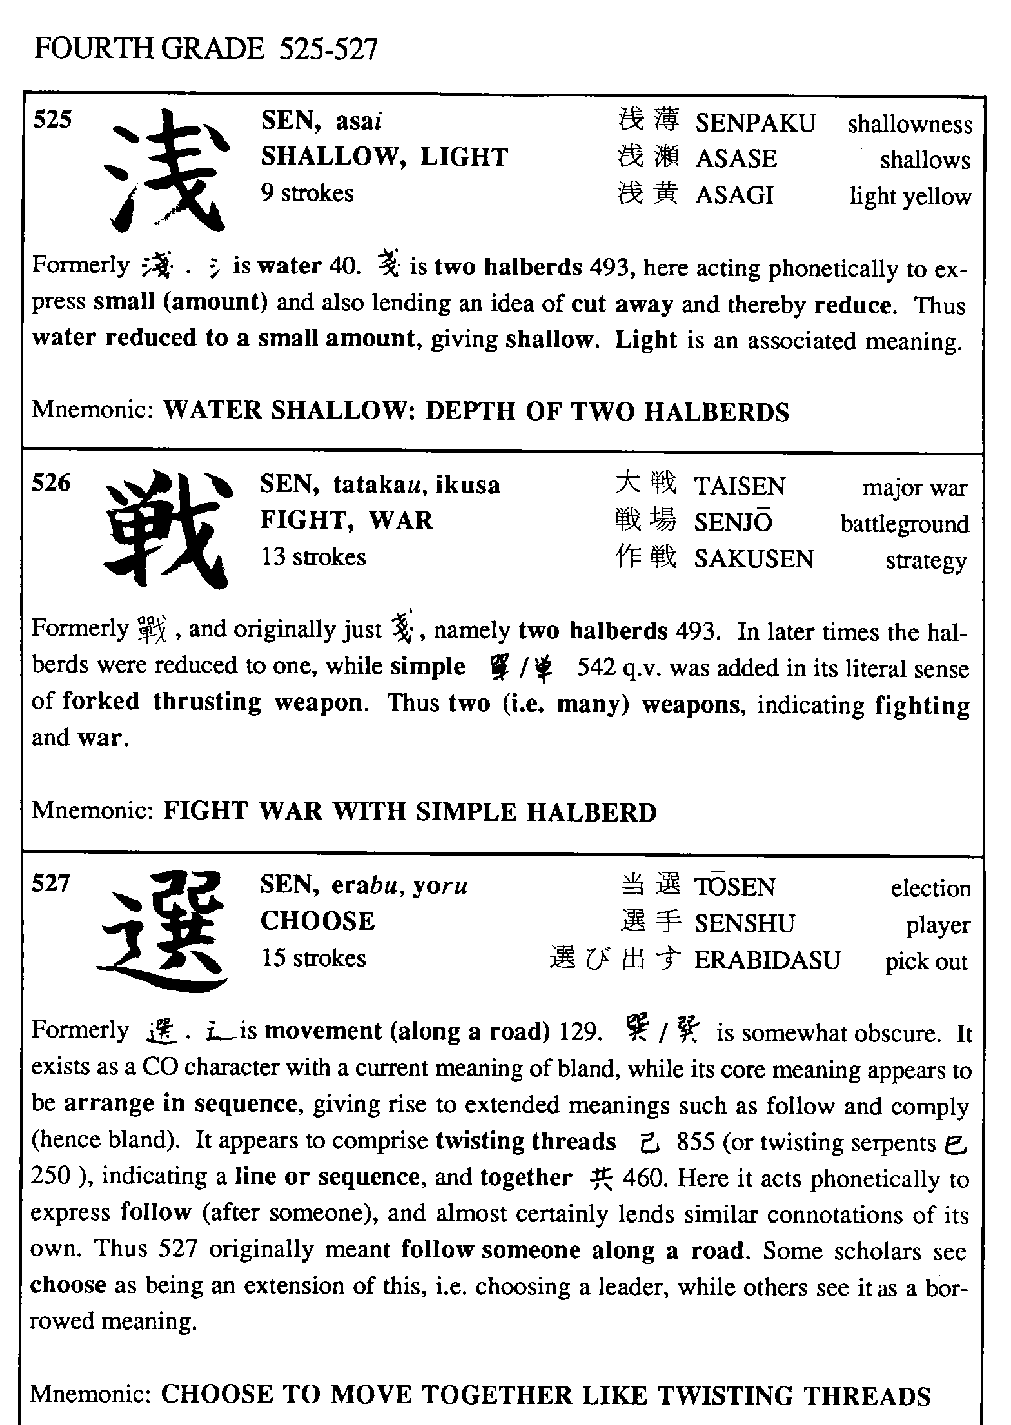 FOURTH GRADE 525-527
525 浅 SEN, asai 浅薄 SENPAKU shallowness
SHALLOW, LIGHT 浅瀬 ASASE shallows
9 strokes 浅黄 ASAGI light yellow
Formerly 淺. 氵 is water 40. 戔 is two halberds 493, here acting phonetically to ex-
press small (amount) and also lending an idea of cut away and thereby reduce. Thus
water reduced to a small amount, giving shallow. Light is an associated meaning.
Mnemonic: WATER SHALLOW: DEPTH OF TWO HALBERDS
526 戦 SEN, tatakau, ikusa 大戦 TAISEN major war
FIGHT, WAR 戦場 SENJŌ battleground
13 strokes 作戦 SAKUSEN strategy
Formerly 戰, and originally just 戔, namely two halberds 493. In later times the hal-
berds were reduced to one, while simple 單/単 542 q.v. was added in its literal sense
of forked thrusting weapon. Thus two (i.e. many) weapons, indicating fighting
and war.
Mnemonic: FIGHT WAR WITH SIMPLE HALBERD
527 選 SEN, erabu, yoru 当選 TŌSEN election
CHOOSE 選手 SENSHU player
15 strokes 選び出す ERABIDASU pick out
Formerly 選. 辶 is movement (along a road) 129. 巽 / is somewhat obscure. It
exists as a CO character with a current meaning of bland, while its core meaning appears to
be arrange in sequence, giving rise to extended meanings such as follow and comply
(hence bland). It appears to comprise twisting threads 己 855 (or twisting serpents 巳
250 ), indicating a line or sequence, and together 共 460. Here it acts phonetically to
express follow (after someone), and almost certainly lends similar connotations of its
own. Thus 527 originally meant follow someone along a road. Some scholars see
choose as being an extension of this, i.e. choosing a leader, while others see it as a bor-
rowed meaning.
Mnemonic: CHOOSE TO MOVE TOGETHER LIKE TWISTING THREADS